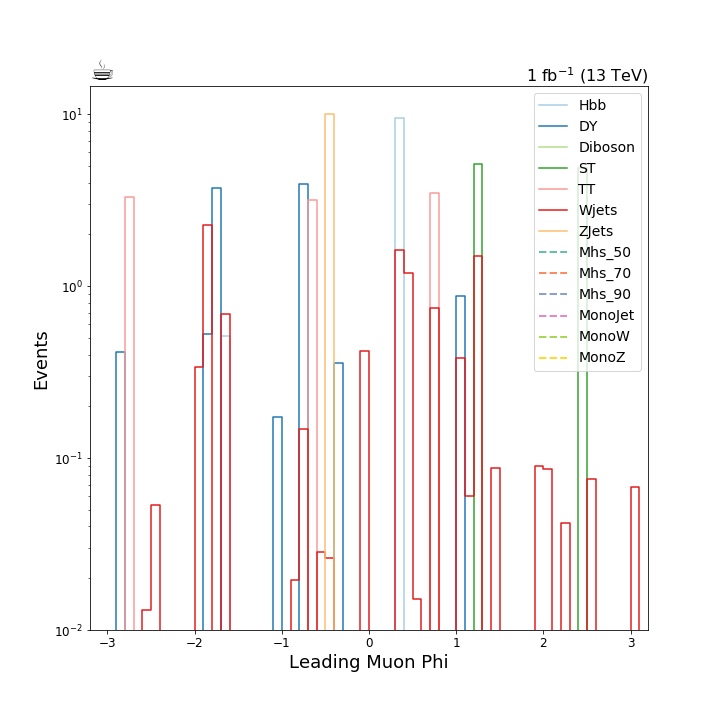 ☕ 1 fb⁻¹ (13 TeV)
Hbb
DY
Diboson
ST
TT
Wjets
ZJets
Mhs_50
Mhs_70
Mhs_90
MonoJet
MonoW
MonoZ
10¹
10⁰
10⁻¹
10⁻²
Events
−3 −2 −1 0 1 2 3
Leading Muon Phi